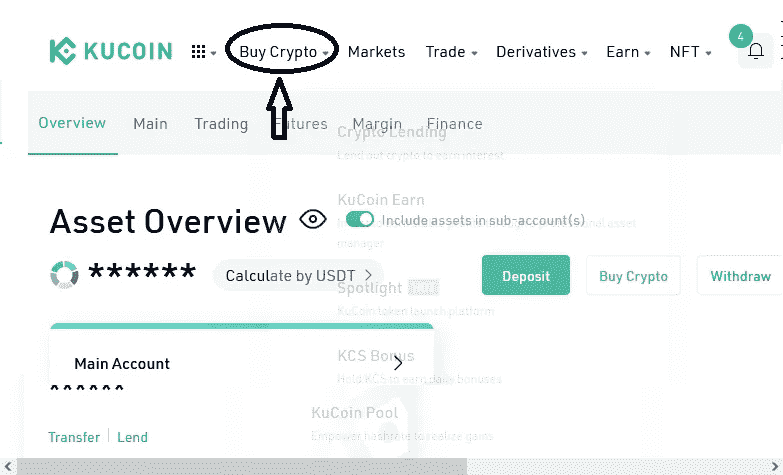 KUCOIN Buy Crypto Markets Trade Derivatives Earn NFT 4
Overview Main Trading Futures Margin Finance
Crypto Lending
Lend out crypto to earn interest
KuCoin Earn
Asset Overview Include assets in sub-account(s)
asset
manager
****** Calculate by USDT > Deposit Buy Crypto Withdraw
Spotlight
KuCoin token launch platform
KCS Bonus
Main Account >
Hold KCS to earn daily bonuses
******
KuCoin Pool
Transfer Lend
Empower hashrate to realize gains